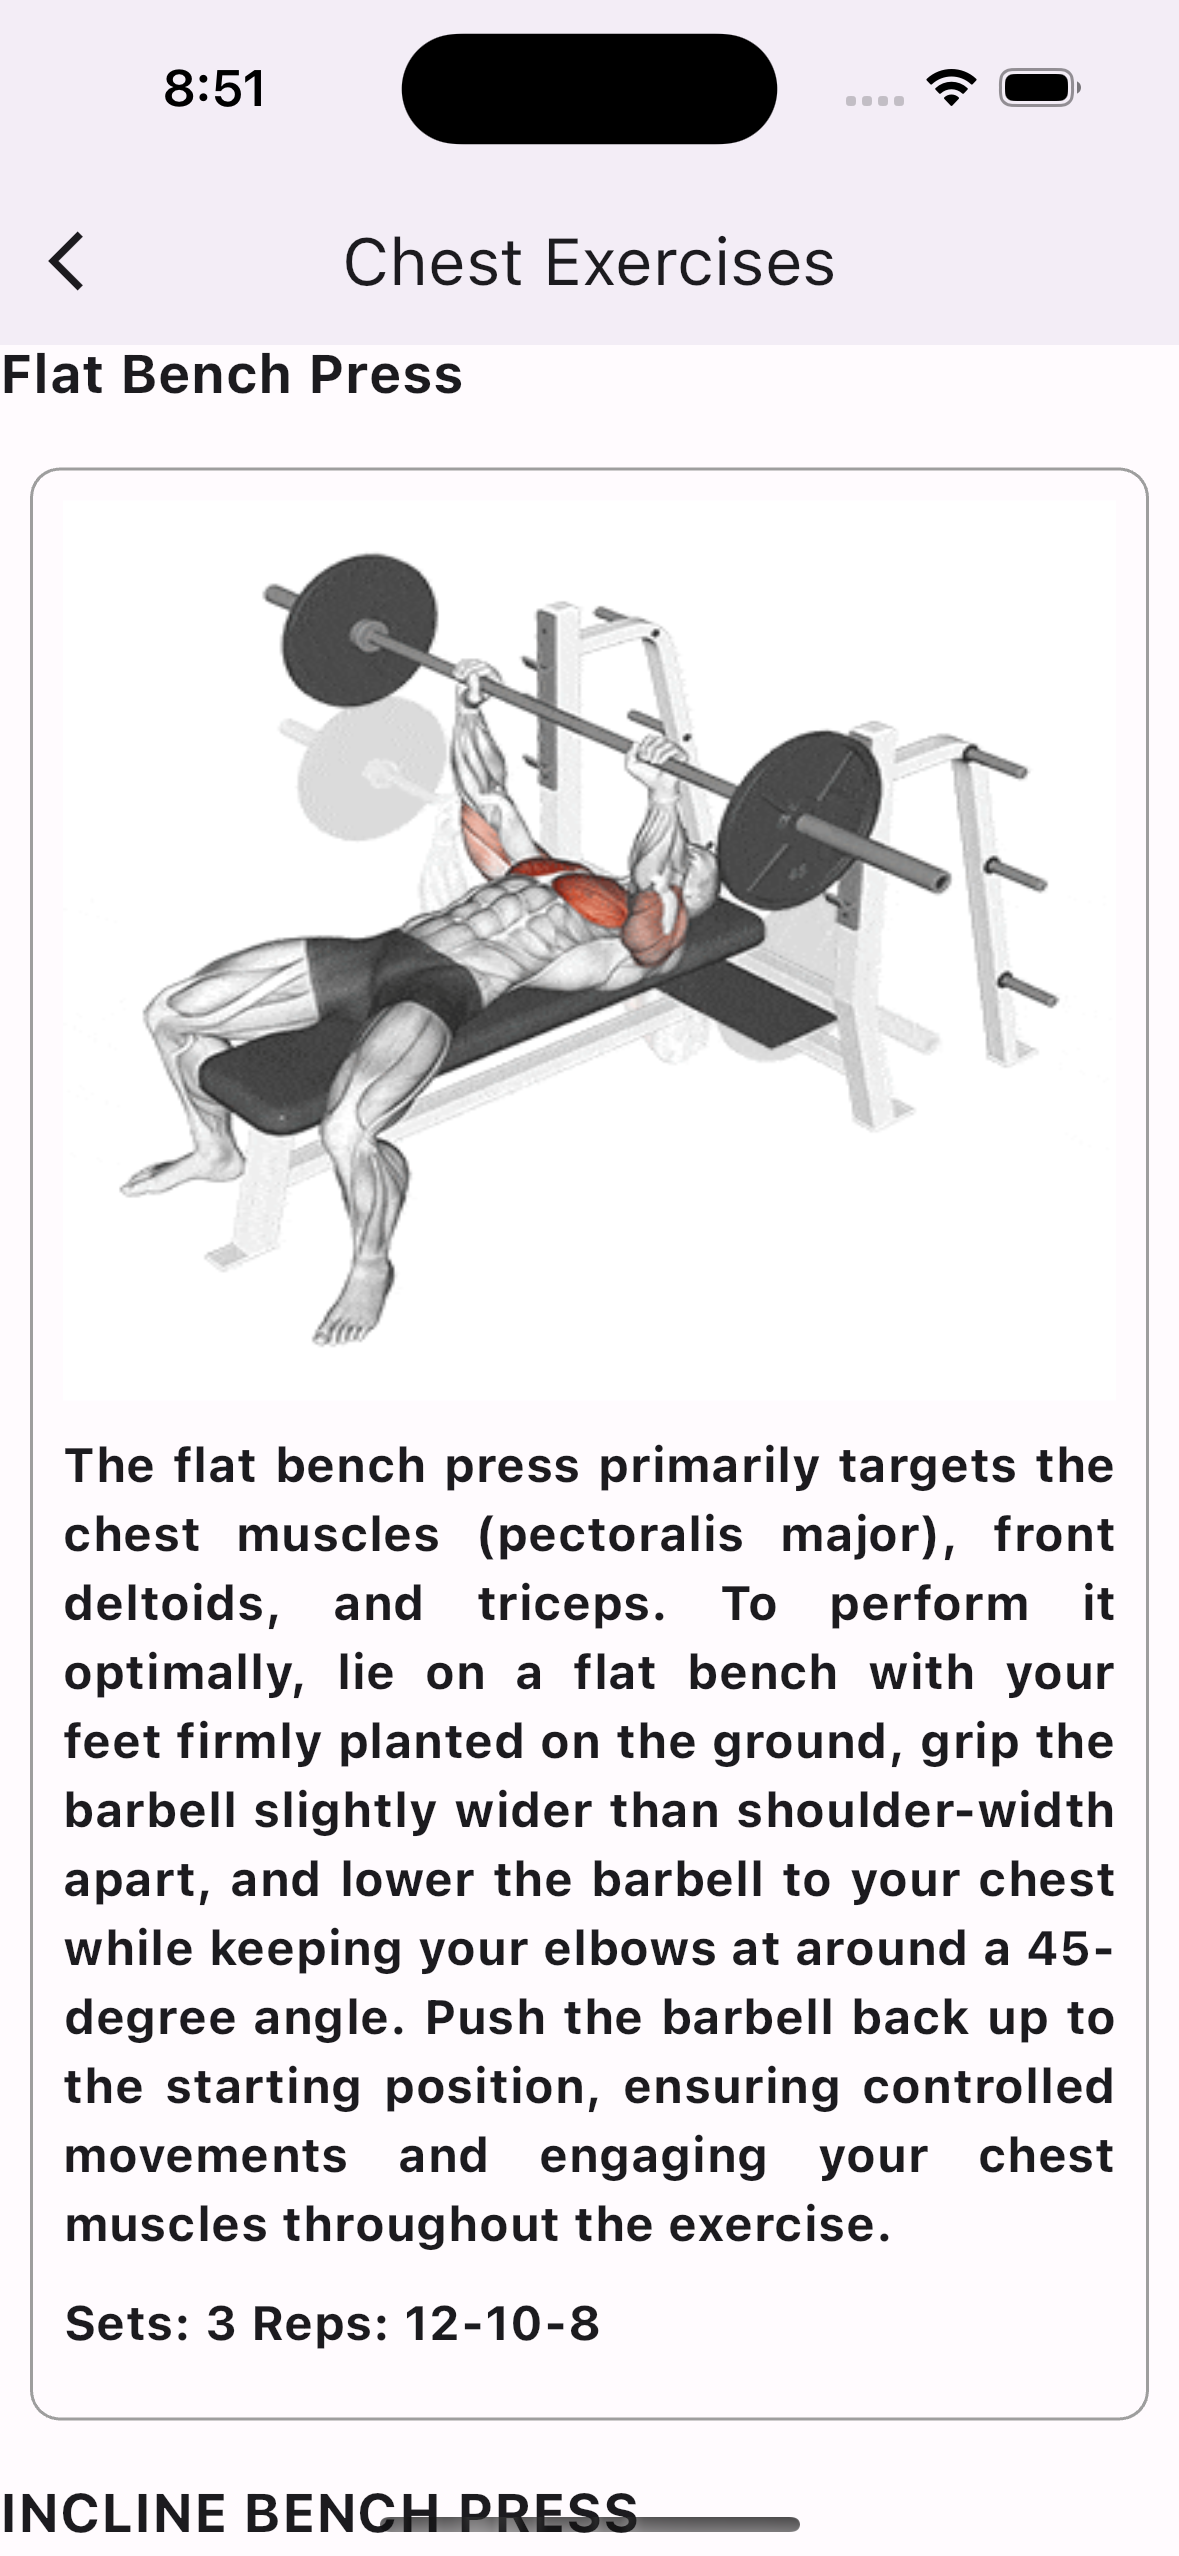 8:51
Chest Exercises
Flat Bench Press
45
The flat bench press primarily targets the
chest muscles (pectoralis major), front
deltoids, and triceps. To perform it
optimally, lie on a flat bench with your
feet firmly planted on the ground, grip the
barbell slightly wider than shoulder-width
apart, and lower the barbell to your chest
while keeping your elbows at around a 45-
degree angle. Push the barbell back up to
the starting position, ensuring controlled
movements and engaging your chest
muscles throughout the exercise.
Sets: 3 Reps: 12-10-8
INCLINE BENCH PRESS